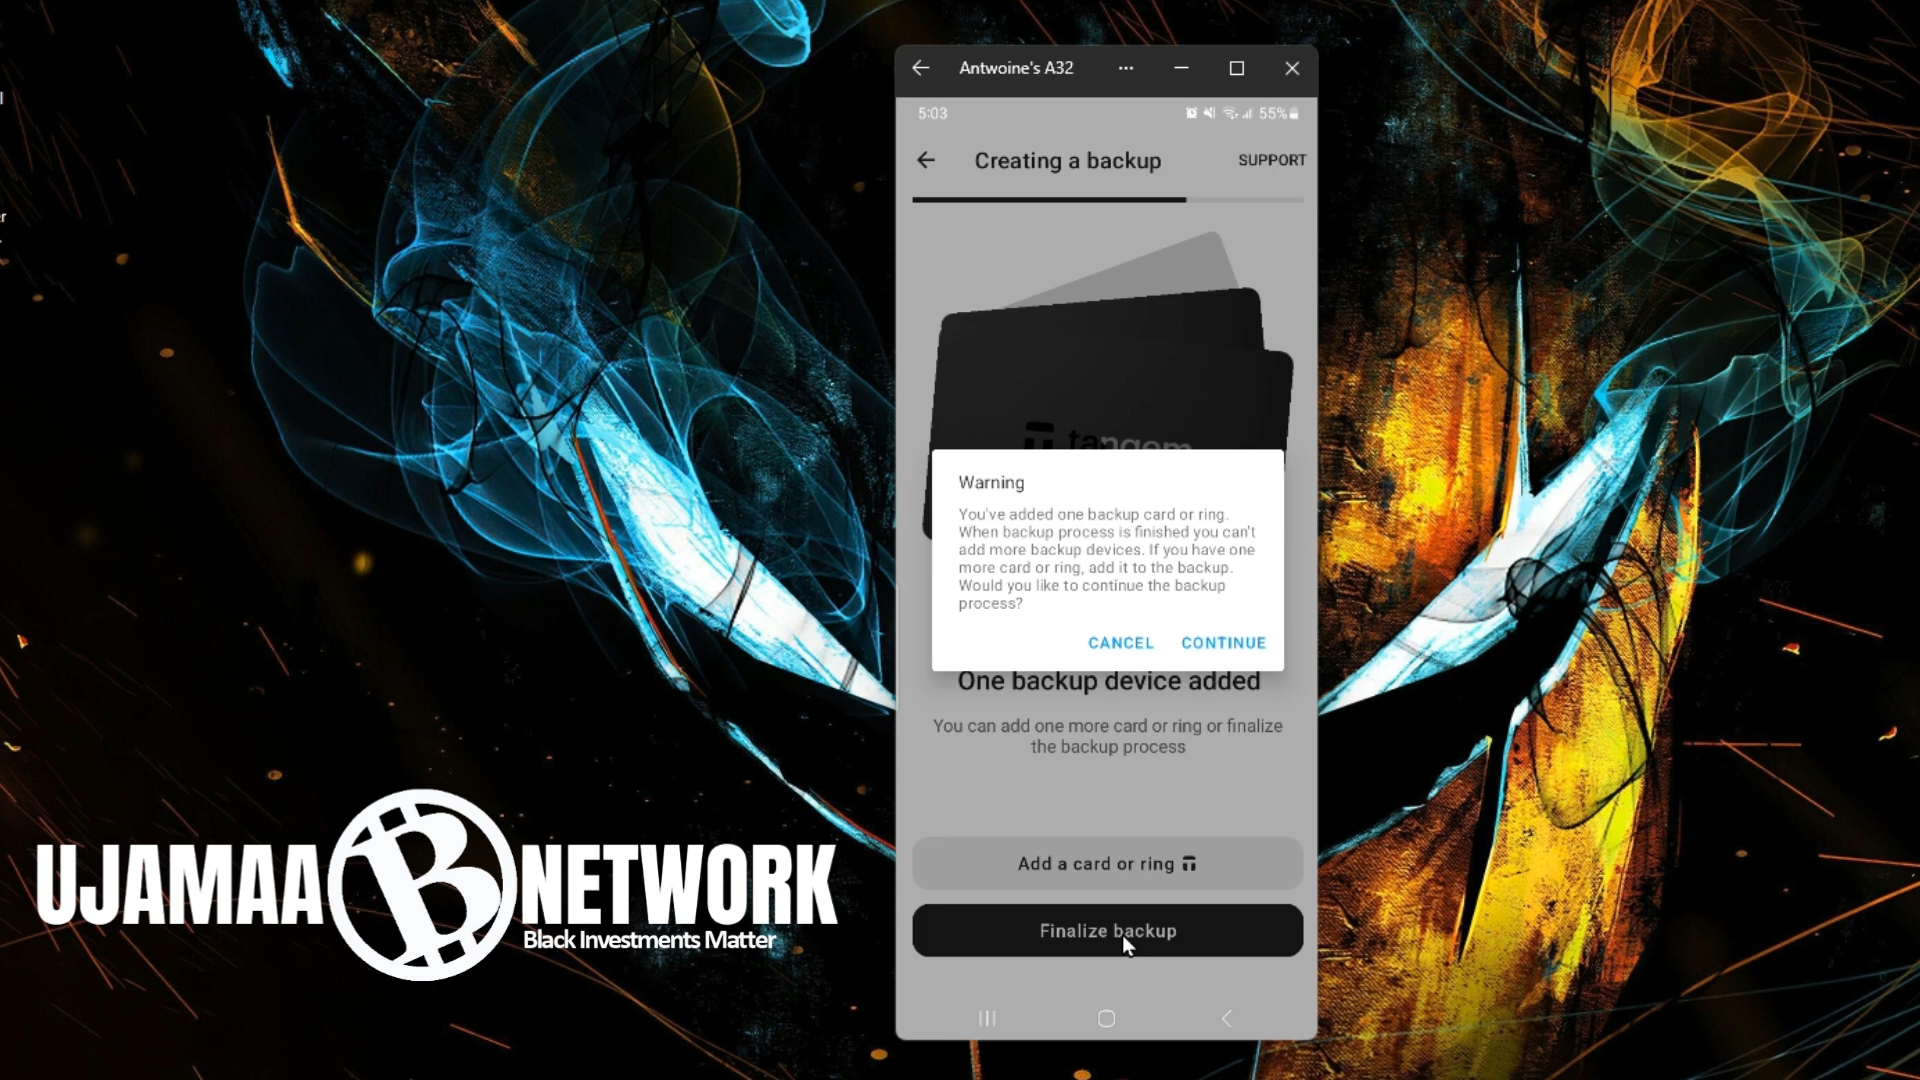 Antwoine's A32
5:03
55%
Creating a backup
SUPPORT
tangem
Warning
You've added one backup card or ring.
When backup process is finished you can't
add more backup devices. If you have one
more card or ring, add it to the backup.
Would you like to continue the backup
process?
CANCEL CONTINUE
One backup device added
You can add one more card or ring or finalize
the backup process
Add a card or ring
Finalize backup
UJAMAA NETWORK
Black Investments Matter